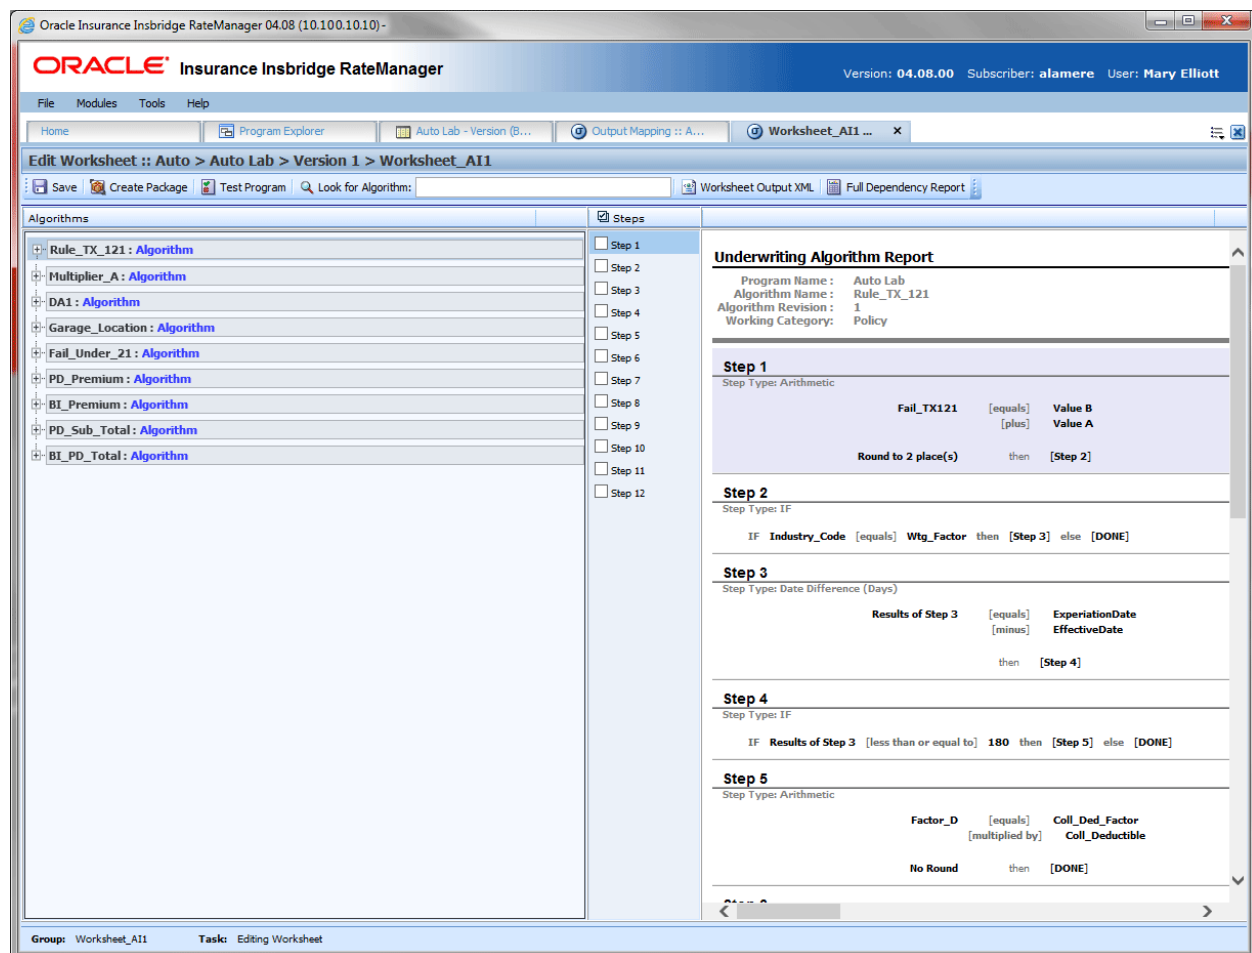 Oracle Insurance Insbridge RateManager 04.08 (10.100.10.10) -
ORACLE Insurance Insbridge RateManager
Version: 04.08.00 Subscriber: alamere User: Mary Elliott
File Modules Tools Help
Home Program Explorer Auto Lab - Version (B... Output Mapping :: A... Worksheet_AI1 ... x
Edit Worksheet :: Auto > Auto Lab > Version 1 > Worksheet_AI1
Save Create Package Test Program Look for Algorithm: Worksheet Output XML Full Dependency Report
Algorithms
Rule_TX_121 : Algorithm
Multiplier_A : Algorithm
DA1 : Algorithm
Garage_Location : Algorithm
Fail_Under_21 : Algorithm
PD_Premium : Algorithm
BI_Premium : Algorithm
PD_Sub_Total : Algorithm
BI_PD_Total : Algorithm
Steps
Step 1
Step 2
Step 3
Step 4
Step 5
Step 6
Step 7
Step 8
Step 9
Step 10
Step 11
Step 12
Underwriting Algorithm Report
Program Name : Auto Lab
Algorithm Name : Rule_TX_121
Algorithm Revision : 1
Working Category: Policy
Step 1
Step Type: Arithmetic
Fail_TX121 [equals] Value B
[plus] Value A
Round to 2 place(s) then [Step 2]
Step 2
Step Type: IF
IF Industry_Code [equals] Wtg_Factor then [Step 3] else [DONE]
Step 3
Step Type: Date Difference (Days)
Results of Step 3 [equals] ExperiationDate
[minus] EffectiveDate
then [Step 4]
Step 4
Step Type: IF
IF Results of Step 3 [less than or equal to] 180 then [Step 5] else [DONE]
Step 5
Step Type: Arithmetic
Factor_D [equals] Coll_Ded_Factor
[multiplied by] Coll_Deductible
No Round then [DONE]
Group: Worksheet_AI1 Task: Editing Worksheet